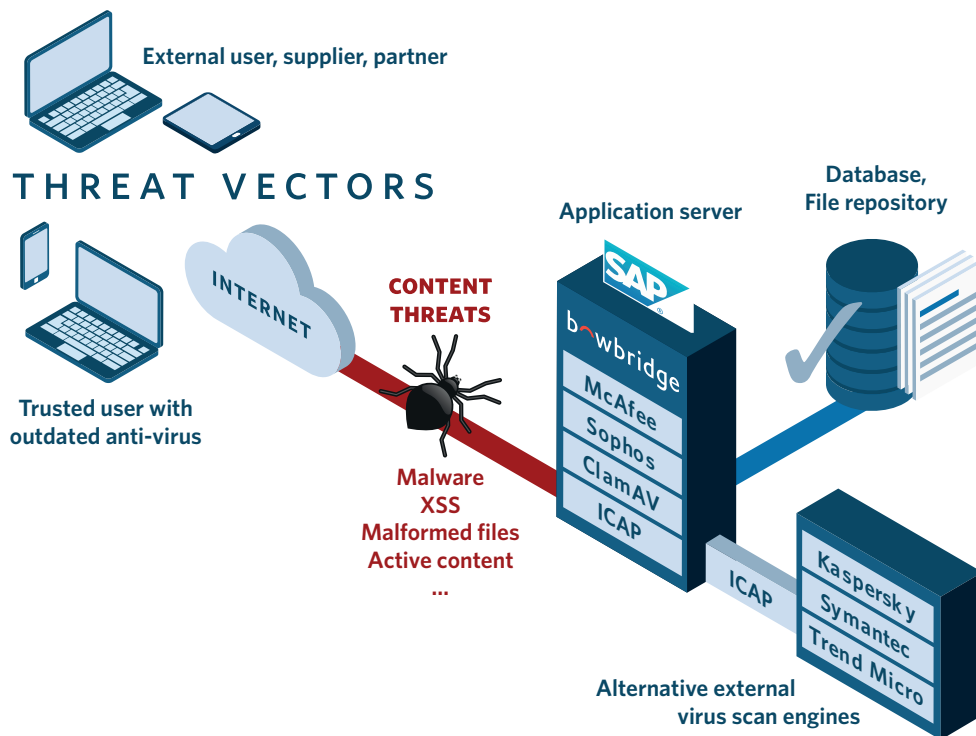 External user, supplier, partner
THREAT VECTORS
Database,
File repository
Application server
SAP
®
INTERNET
CONTENT
THREATS
bowbridge
McAfee
Sophos
ClamAV
ICAP
Trusted user with
outdated anti-virus
Malware
XSS
Malformed files
Active content
...
ICAP
Kaspersky
Symantec
Trend Micro
Alternative external
virus scan engines